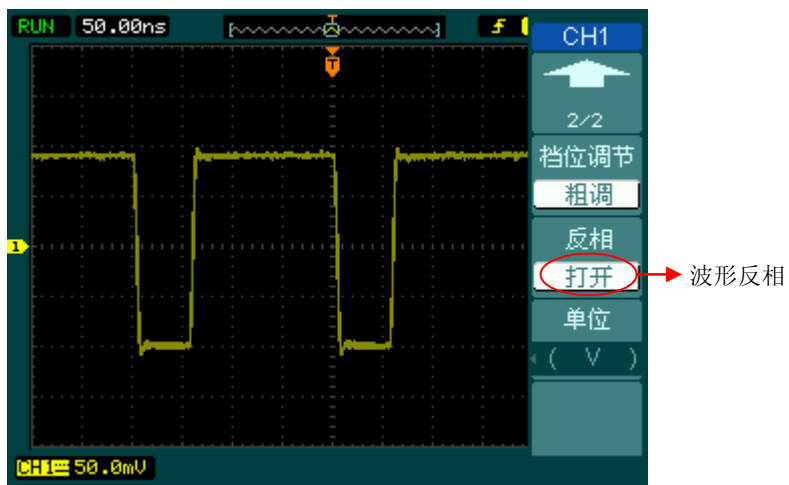 RUN 50.00ns
T
CH1
2/2
档位调节
粗调
反相
打开
波形反相
单位
( V )
1
CH1 50.0mV